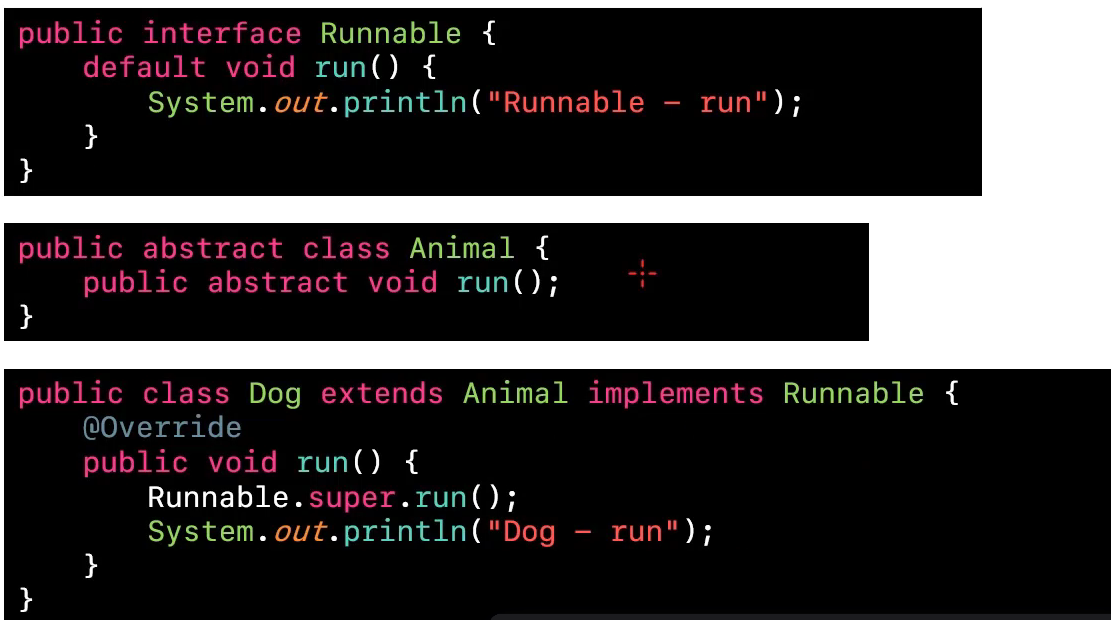 public interface Runnable {
    default void run() {
        System.out.println("Runnable – run");
    }
}
public abstract class Animal {
    public abstract void run();
}
public class Dog extends Animal implements Runnable {
    @Override
    public void run() {
        Runnable.super.run();
        System.out.println("Dog – run");
    }
}